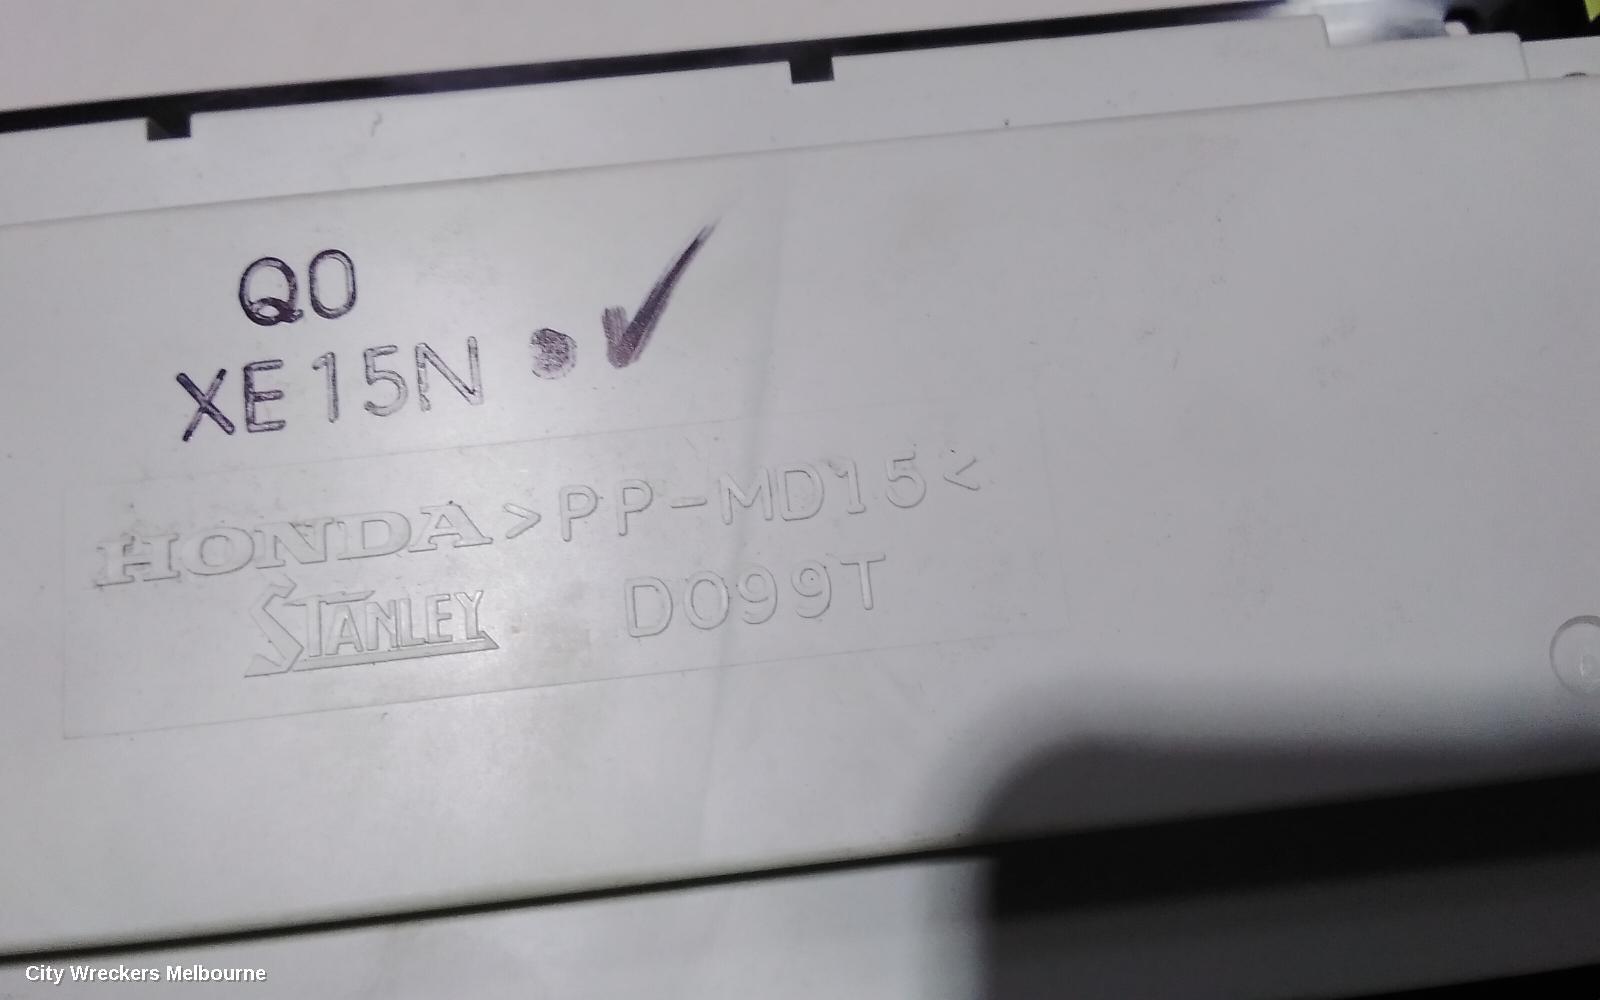 Q0
XE15N
HONDA >PP-MD15<
STANLEY D099T
City Wreckers Melbourne